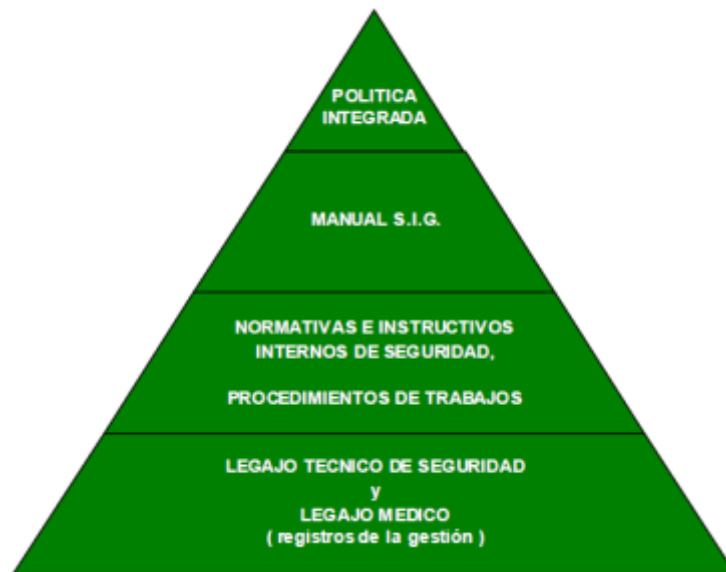 POLITICA
INTEGRADA
MANUAL S.I.G.
NORMATIVAS E INSTRUCTIVOS
INTERNOS DE SEGURIDAD,
PROCEDIMIENTOS DE TRABAJOS
LEGAJO TECNICO DE SEGURIDAD
y
LEGAJO MEDICO
( registros de la gestión )